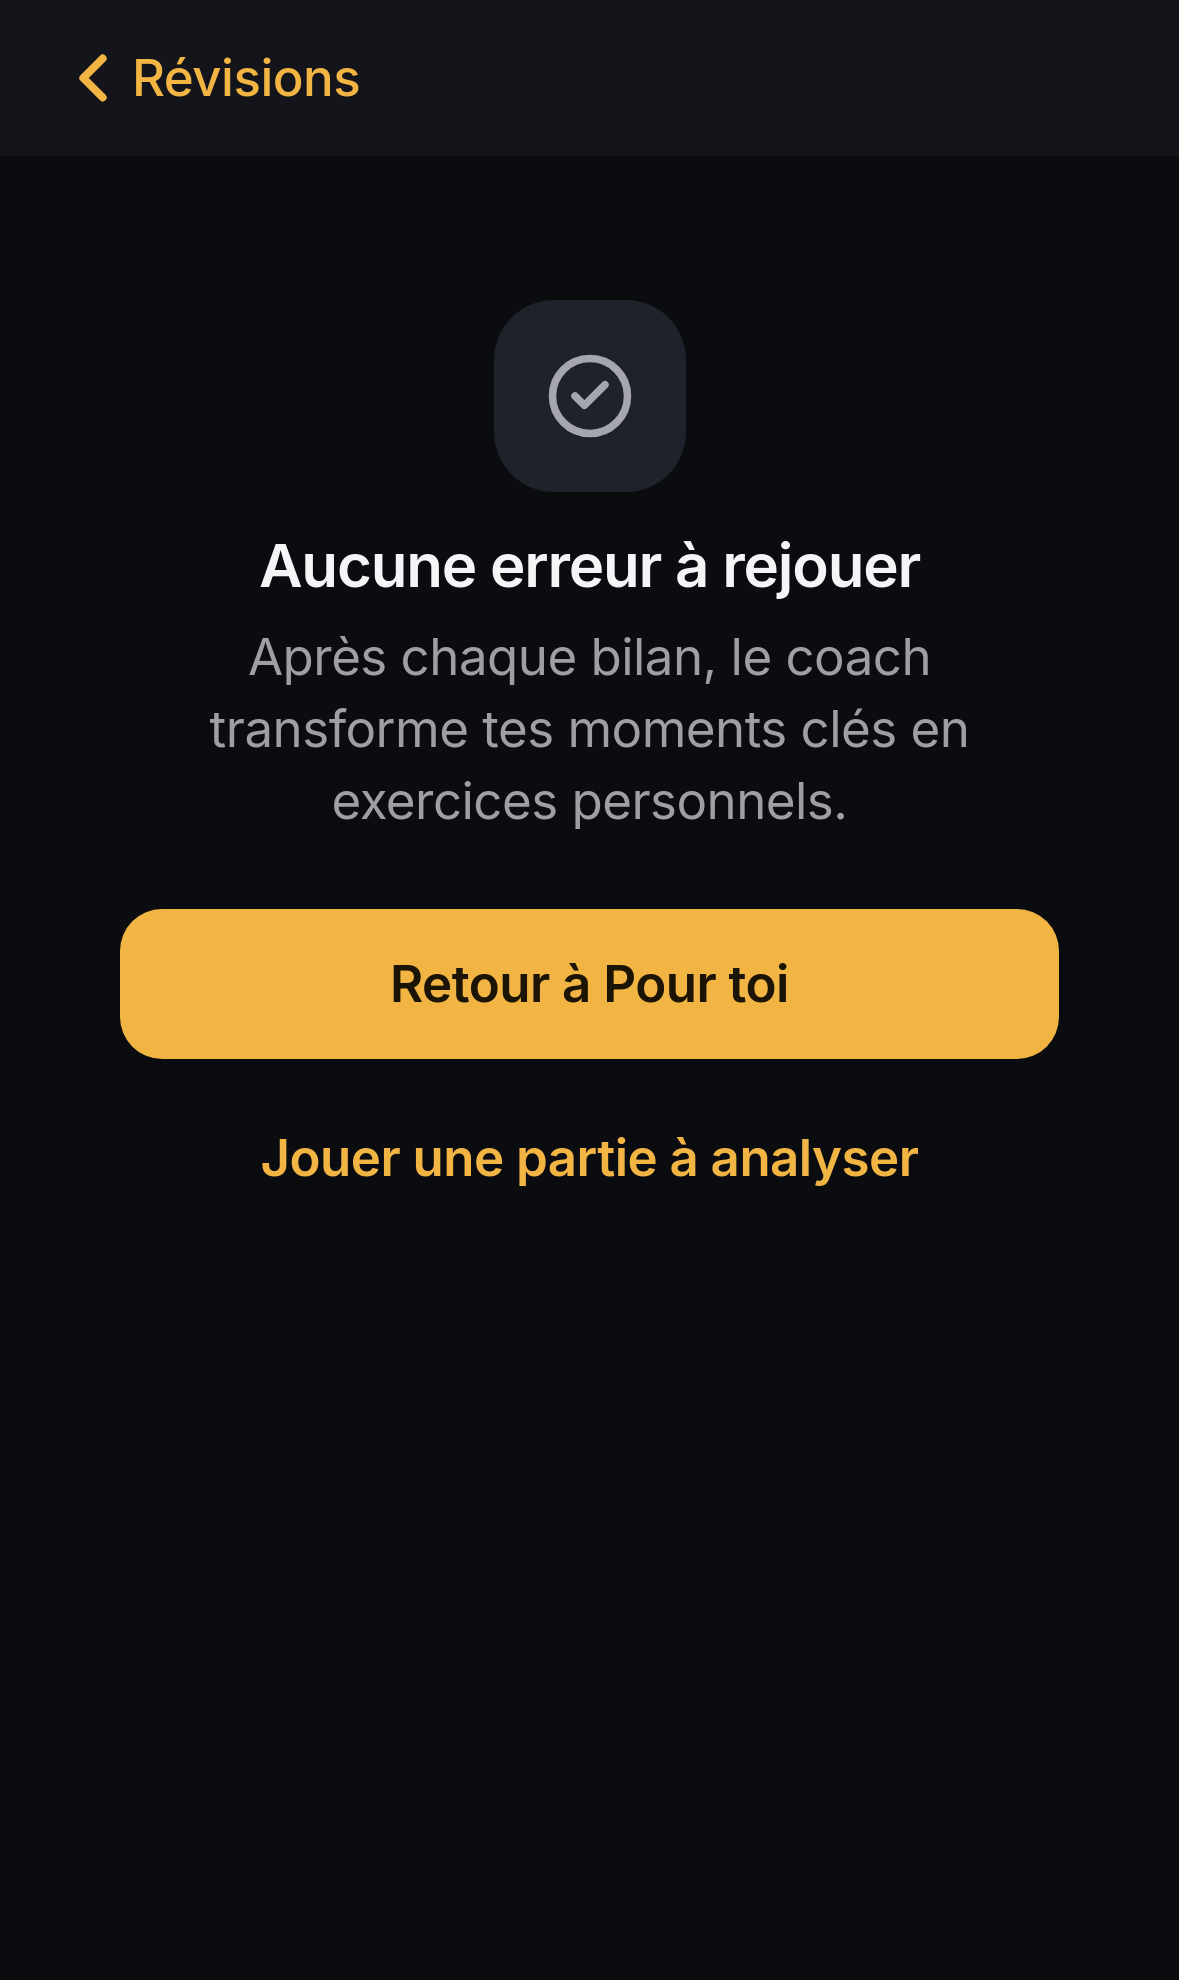 Révisions
Aucune erreur à rejouer
Après chaque bilan, le coach
transforme tes moments clés en
exercices personnels.
Retour à Pour toi
Jouer une partie à analyser